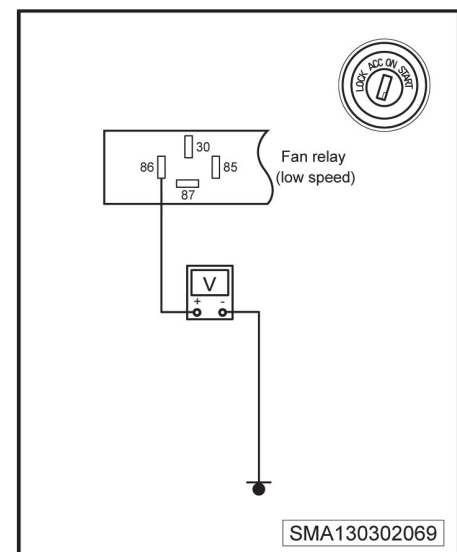 LOCK ACC ON START
30
86
85
87
Fan relay
(low speed)
V
+ -
SMA130302069